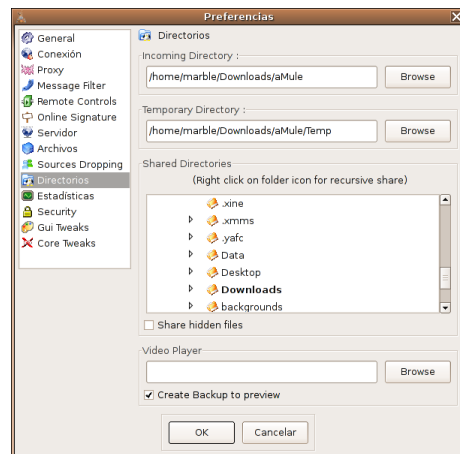 Preferencias
General
Conexión
Proxy
Message Filter
Remote Controls
Online Signature
Servidor
Archivos
Sources Dropping
Directorios
Estadísticas
Security
Gui Tweaks
Core Tweaks
Directorios
Incoming Directory :
/home/marble/Downloads/aMule
Browse
Temporary Directory :
/home/marble/Downloads/aMule/Temp
Browse
Shared Directories
(Right click on folder icon for recursive share)
.xine
.xmms
.yafc
Data
Desktop
Downloads
backgrounds
Share hidden files
Video Player
Browse
Create Backup to preview
OK
Cancelar